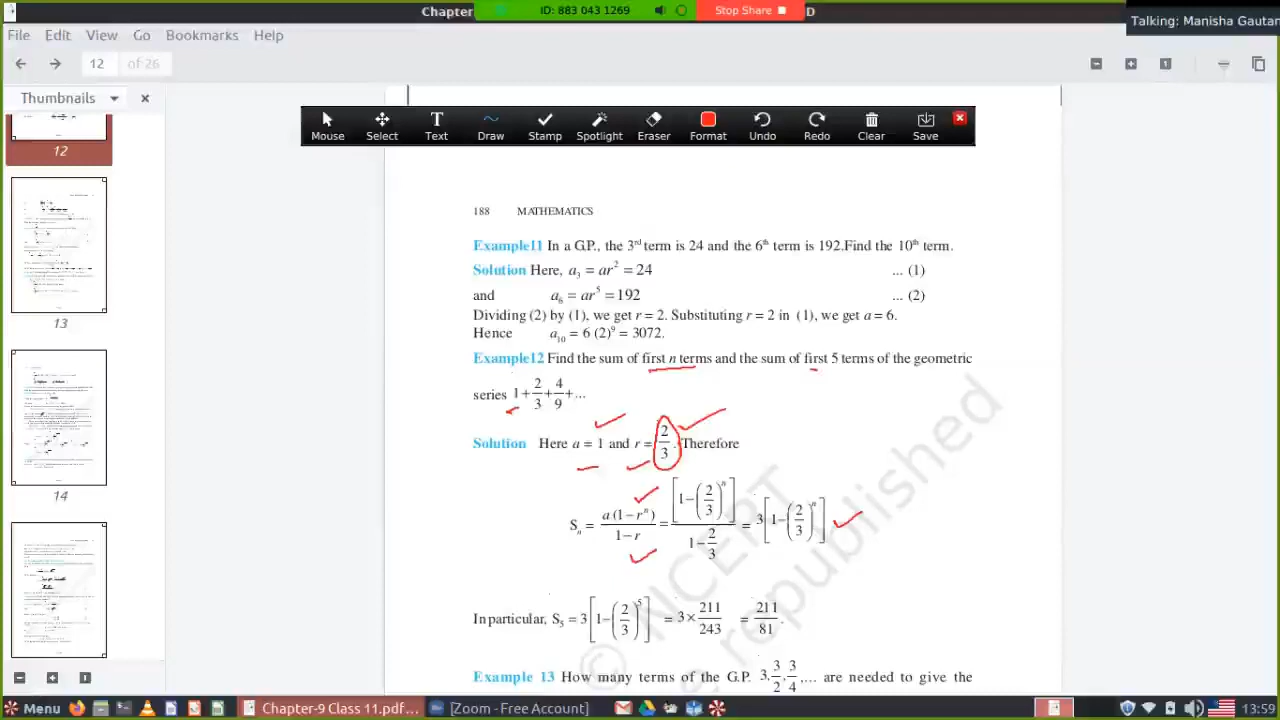 Chapter
ID: 883 043 1269
Stop Share
D
Talking: Manisha Gautan
File Edit View Go Bookmarks Help
12 of 26
Thumbnails
Mouse Select Text Draw Stamp Spotlight Eraser Format Undo Redo Clear Save
12
13
14
188 MATHEMATICS
Example11 In a G.P., the 3rd term is 24 and the 6th term is 192.Find the 10th term.
Solution Here, a₃ = ar² = 24 ... (1)
and a₆ = ar⁵ = 192 ... (2)
Dividing (2) by (1), we get r = 2. Substituting r = 2 in (1), we get a = 6.
Hence a₁₀ = 6 (2)⁹ = 3072.
Example12 Find the sum of first n terms and the sum of first 5 terms of the geometric
series 1 + 2/3 + 4/9 + ...
Solution Here a = 1 and r = 2/3. Therefore
Sₙ = a(1−rⁿ)/(1−r) = [1−(2/3)ⁿ]/(1−2/3) = 3[1−(2/3)ⁿ]
In particular, S₅ = 3[1−(2/3)⁵] = 3 × 211/243 = 211/81.
Example 13 How many terms of the G.P. 3, 3/2, 3/4,... are needed to give the
republished
Menu
Chapter-9 Class 11.pdf...
[Zoom - Free Account]
13:59